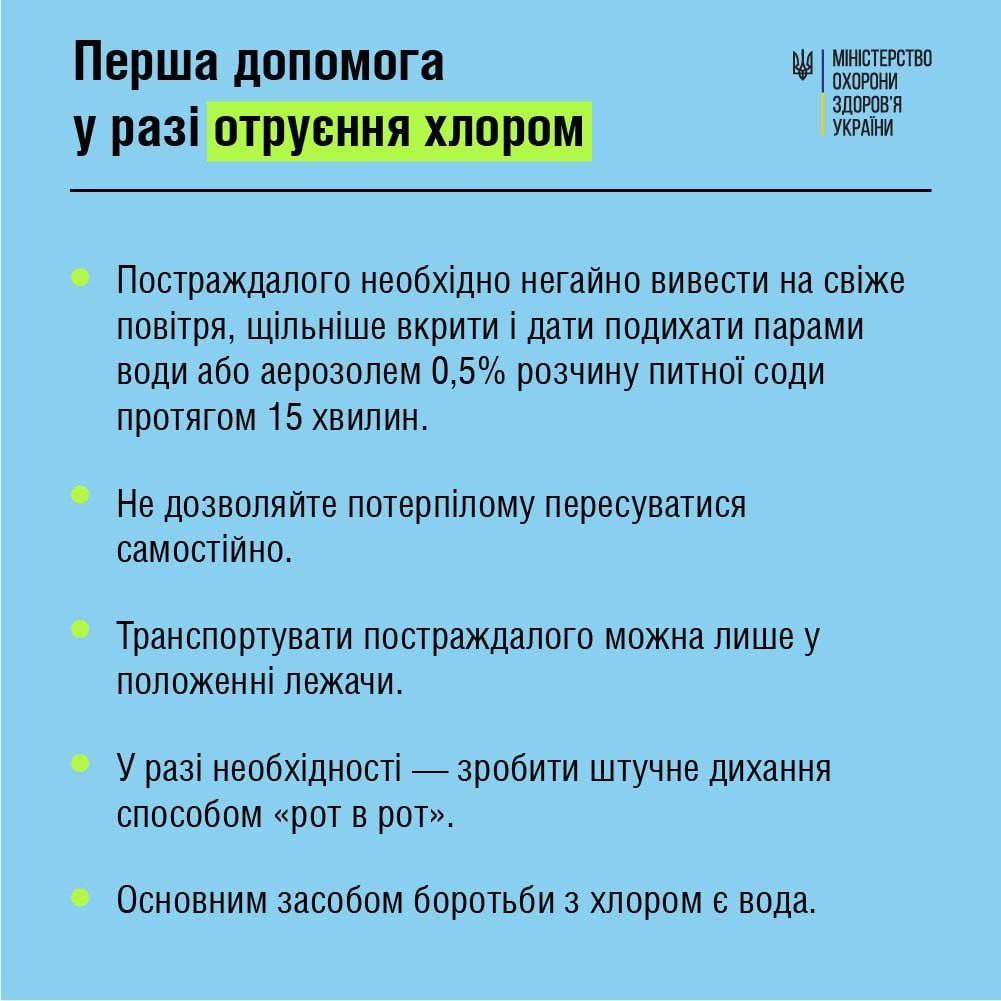 Перша допомога
у разі отруєння хлором
МІНІСТЕРСТВО
ОХОРОНИ
ЗДОРОВ'Я
УКРАЇНИ
Постраждалого необхідно негайно вивести на свіже
повітря, щільніше вкрити і дати подихати парами
води або аерозолем 0,5% розчину питної соди
протягом 15 хвилин.
Не дозволяйте потерпілому пересуватися
самостійно.
Транспортувати постраждалого можна лише у
положенні лежачи.
У разі необхідності — зробити штучне дихання
способом «рот в рот».
Основним засобом боротьби з хлором є вода.